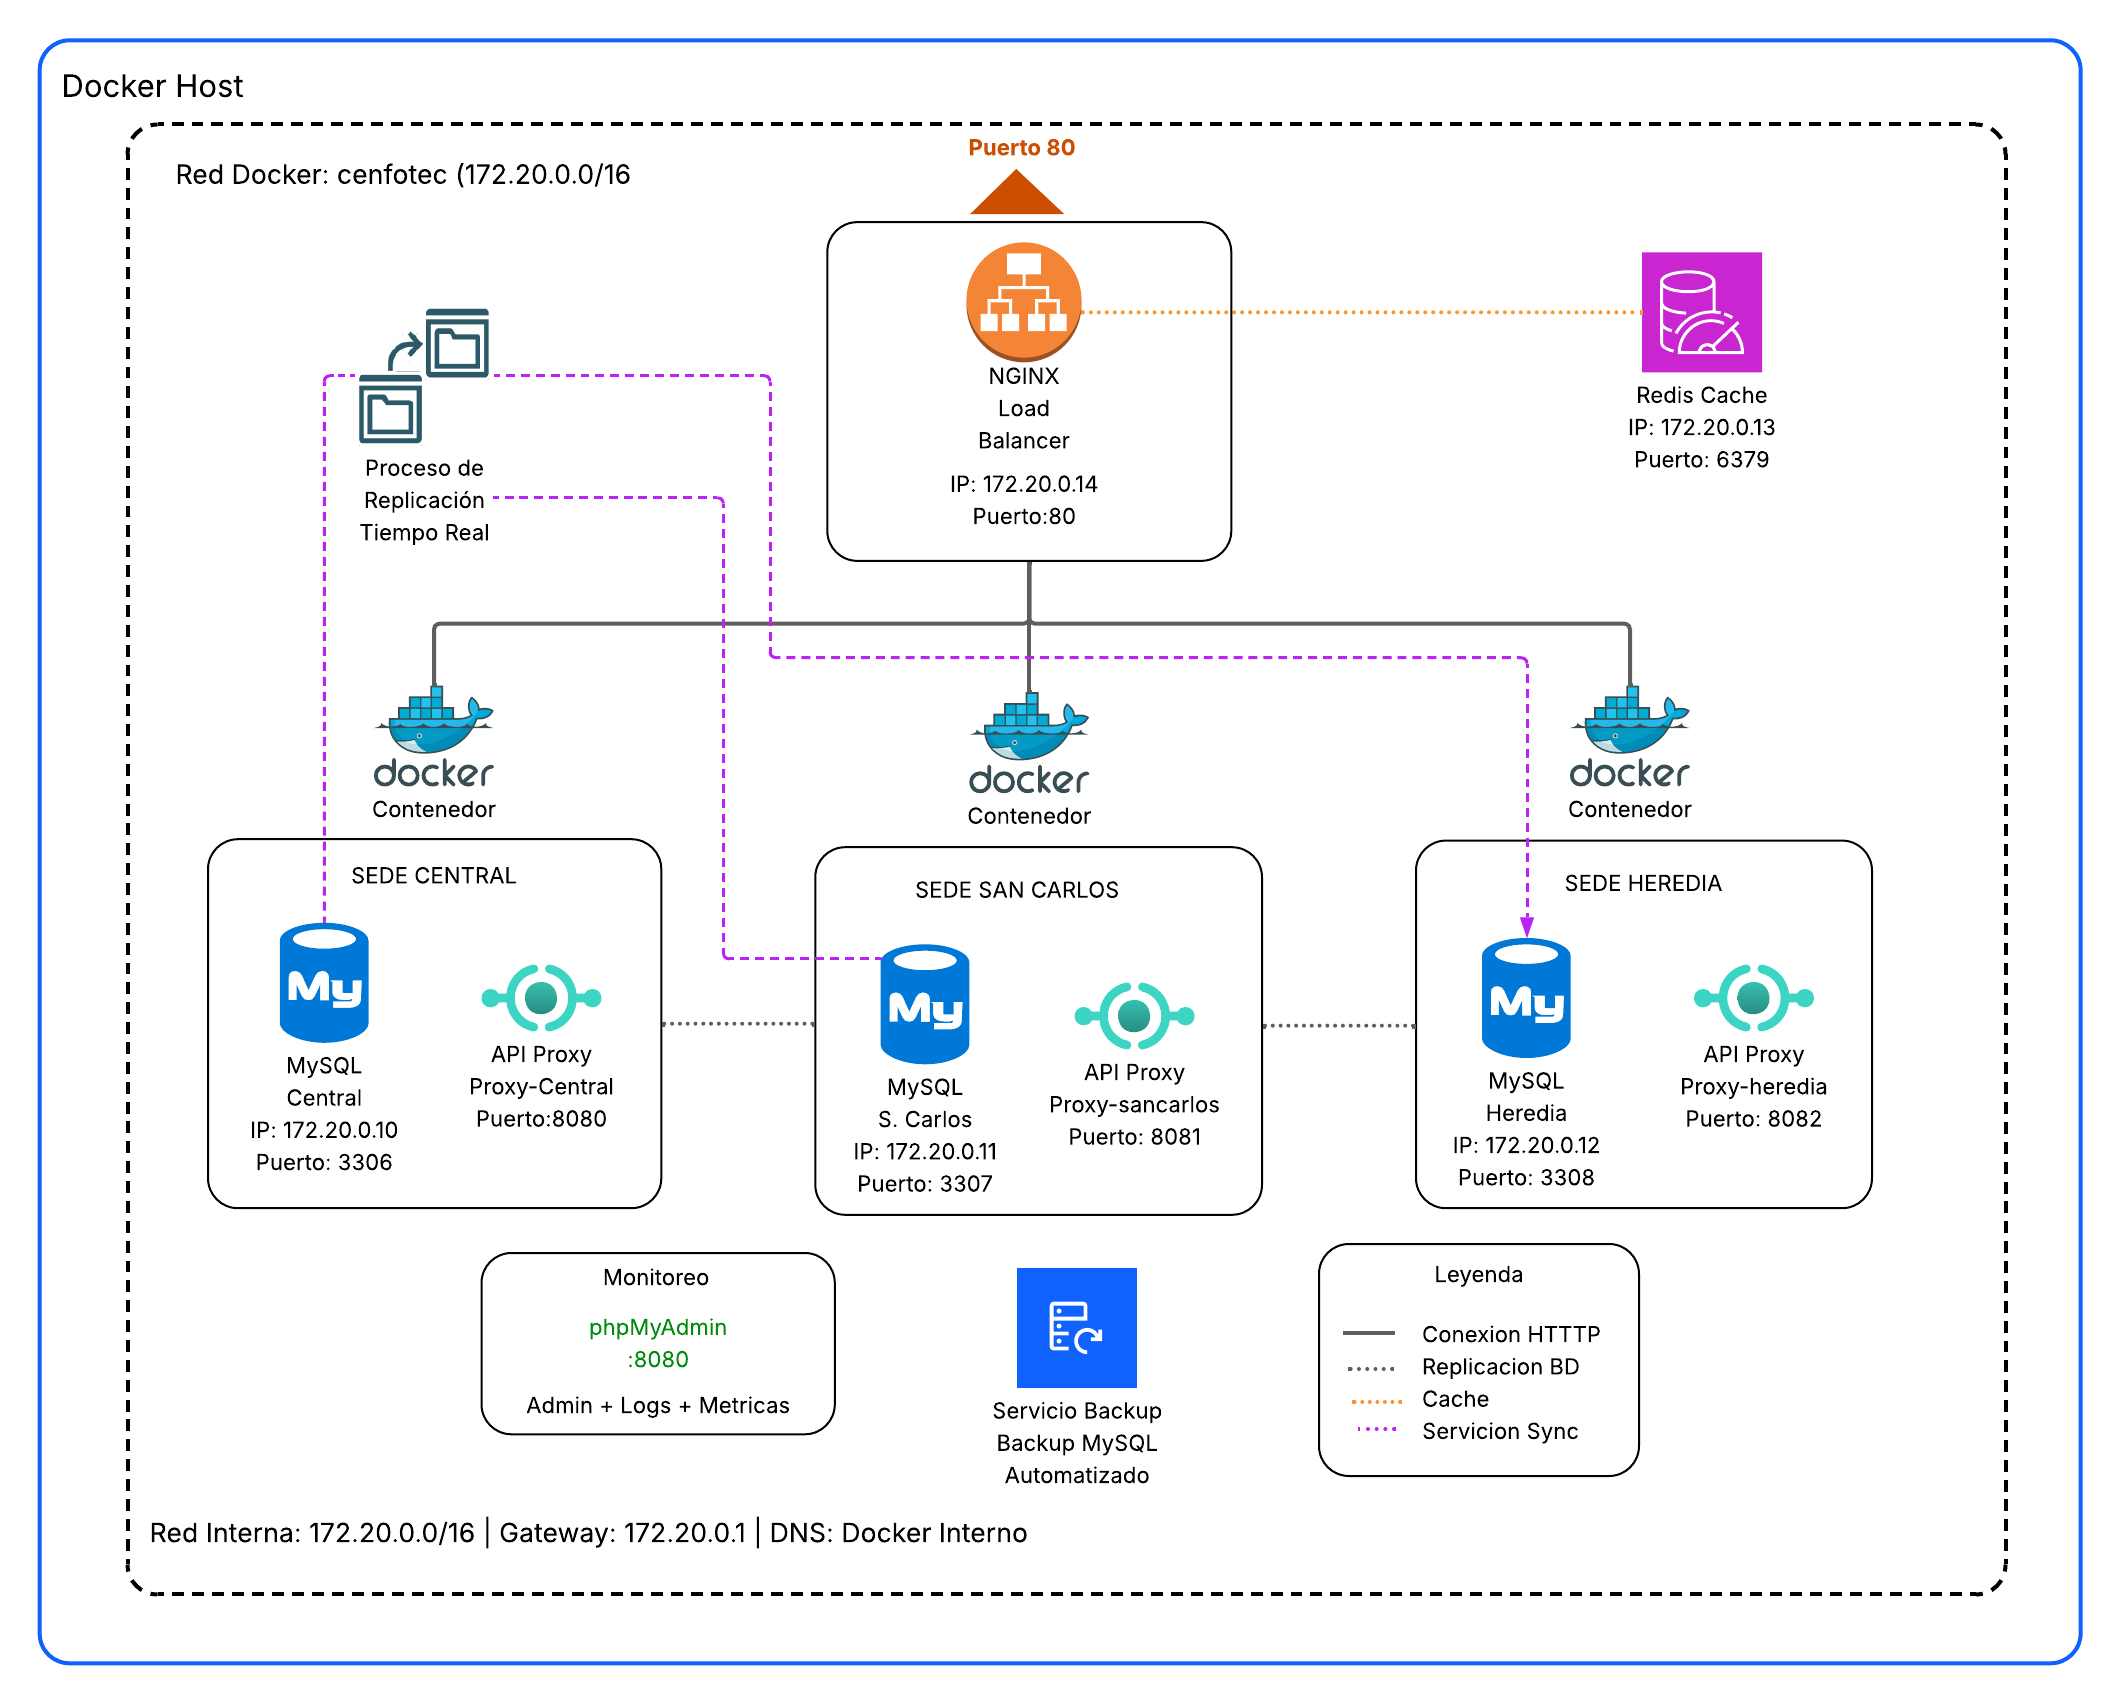 Docker Host
Puerto 80
Red Docker: cenfotec (172.20.0.0/16
NGINX
Load
Balancer
IP: 172.20.0.14
Puerto:80
Redis Cache
IP: 172.20.0.13
Puerto: 6379
Proceso de
Replicación
Tiempo Real
docker
Contenedor
docker
Contenedor
docker
Contenedor
SEDE CENTRAL
My
MySQL
Central
IP: 172.20.0.10
Puerto: 3306
API Proxy
Proxy-Central
Puerto:8080
SEDE SAN CARLOS
My
MySQL
S. Carlos
IP: 172.20.0.11
Puerto: 3307
API Proxy
Proxy-sancarlos
Puerto: 8081
SEDE HEREDIA
My
MySQL
Heredia
IP: 172.20.0.12
Puerto: 3308
API Proxy
Proxy-heredia
Puerto: 8082
Monitoreo
phpMyAdmin
:8080
Admin + Logs + Metricas
Servicio Backup
Backup MySQL
Automatizado
Leyenda
Conexion HTTTP
Replicacion BD
Cache
Servicion Sync
Red Interna: 172.20.0.0/16 | Gateway: 172.20.0.1 | DNS: Docker Interno